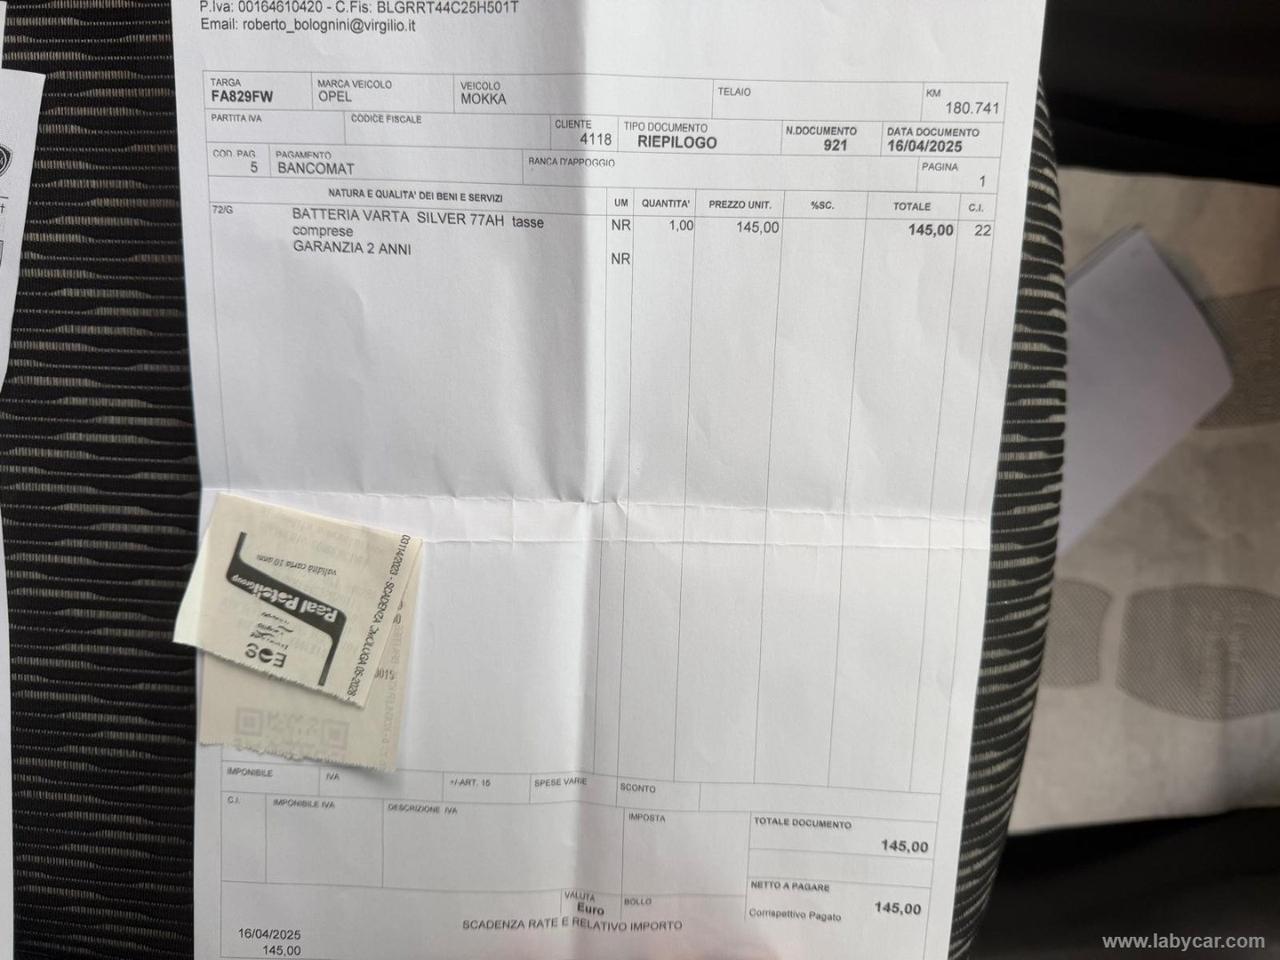 P.Iva: 00164610420 - C.Fis: BLGRRT44C25H501T
Email: roberto_bolognini@virgilio.it
TARGA MARCA VEICOLO VEICOLO TELAIO KM
FA829FW OPEL MOKKA 180.741
PARTITA IVA CODICE FISCALE CLIENTE TIPO DOCUMENTO N.DOCUMENTO DATA DOCUMENTO
4118 RIEPILOGO 921 16/04/2025
COD. PAG PAGAMENTO BANCA D'APPOGGIO PAGINA
5 BANCOMAT 1
NATURA E QUALITA' DEI BENI E SERVIZI UM QUANTITA' PREZZO UNIT. %SC. TOTALE C.I.
72/G BATTERIA VARTA SILVER 77AH tasse NR 1,00 145,00 145,00 22
comprese
GARANZIA 2 ANNI NR
validità carta 10 anni
Real RoteliGroup
EOS
IMPONIBILE IVA +/-ART. 15 SPESE VARIE SCONTO
C.I. IMPONIBILE IVA DESCRIZIONE IVA IMPOSTA TOTALE DOCUMENTO
145,00
NETTO A PAGARE
VALUTA BOLLO
Euro Corrispettivo Pagato 145,00
SCADENZA RATE E RELATIVO IMPORTO
16/04/2025
145,00
www.labycar.com